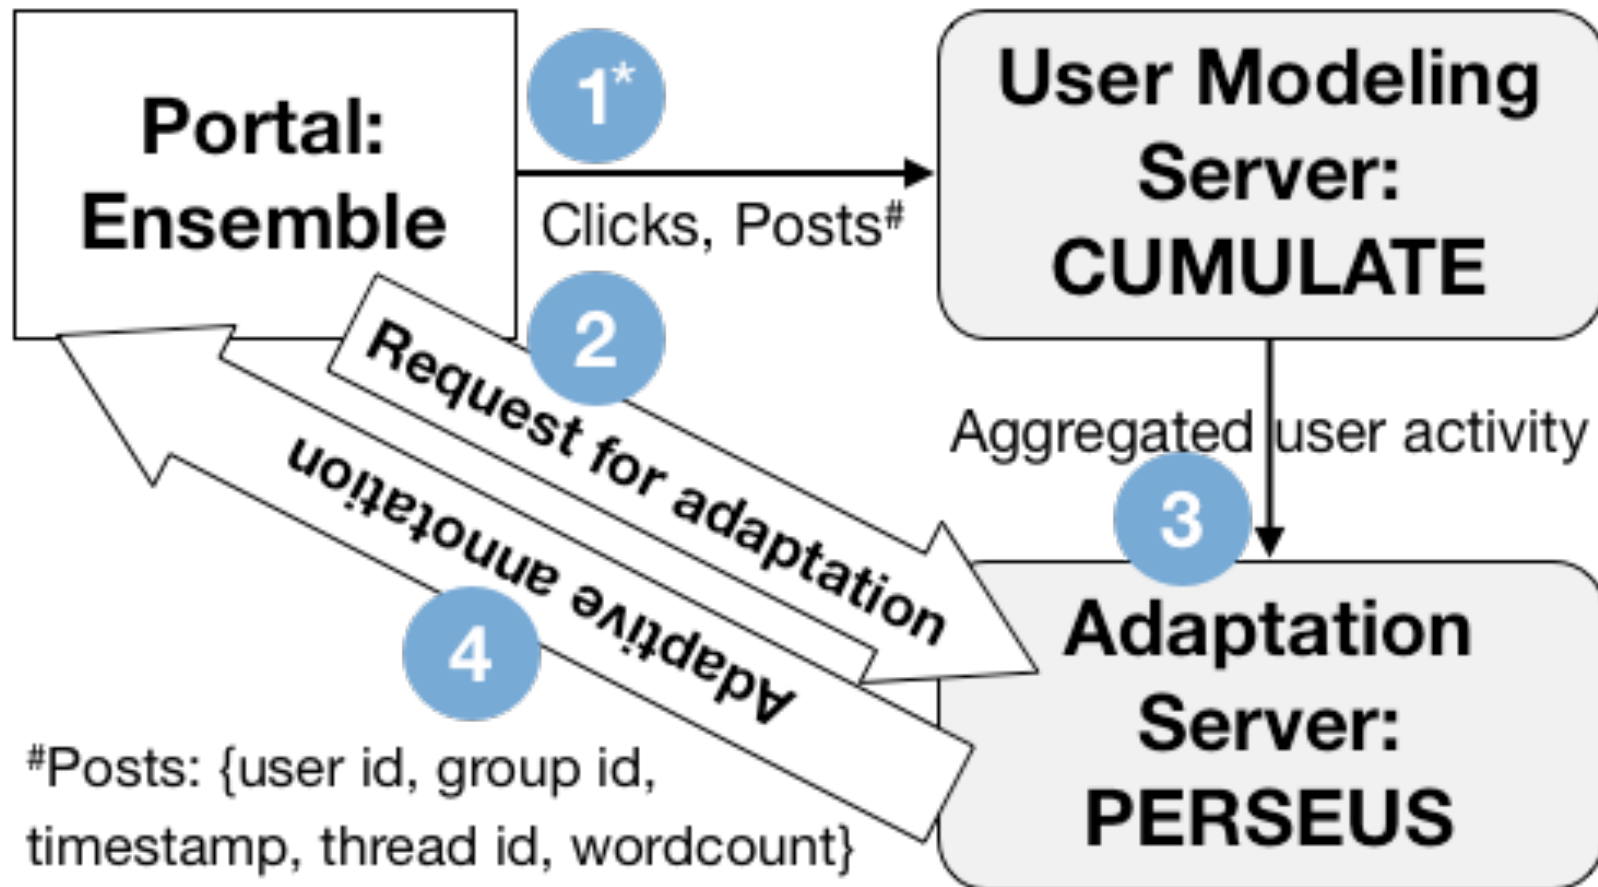 Portal:
Ensemble
1*
Clicks, Posts#
User Modeling
Server:
CUMULATE
2
Request for adaptation
Aggregated user activity
3
Adaptive annotation
4
Adaptation
Server:
PERSEUS
#Posts: {user id, group id,
timestamp, thread id, wordcount}